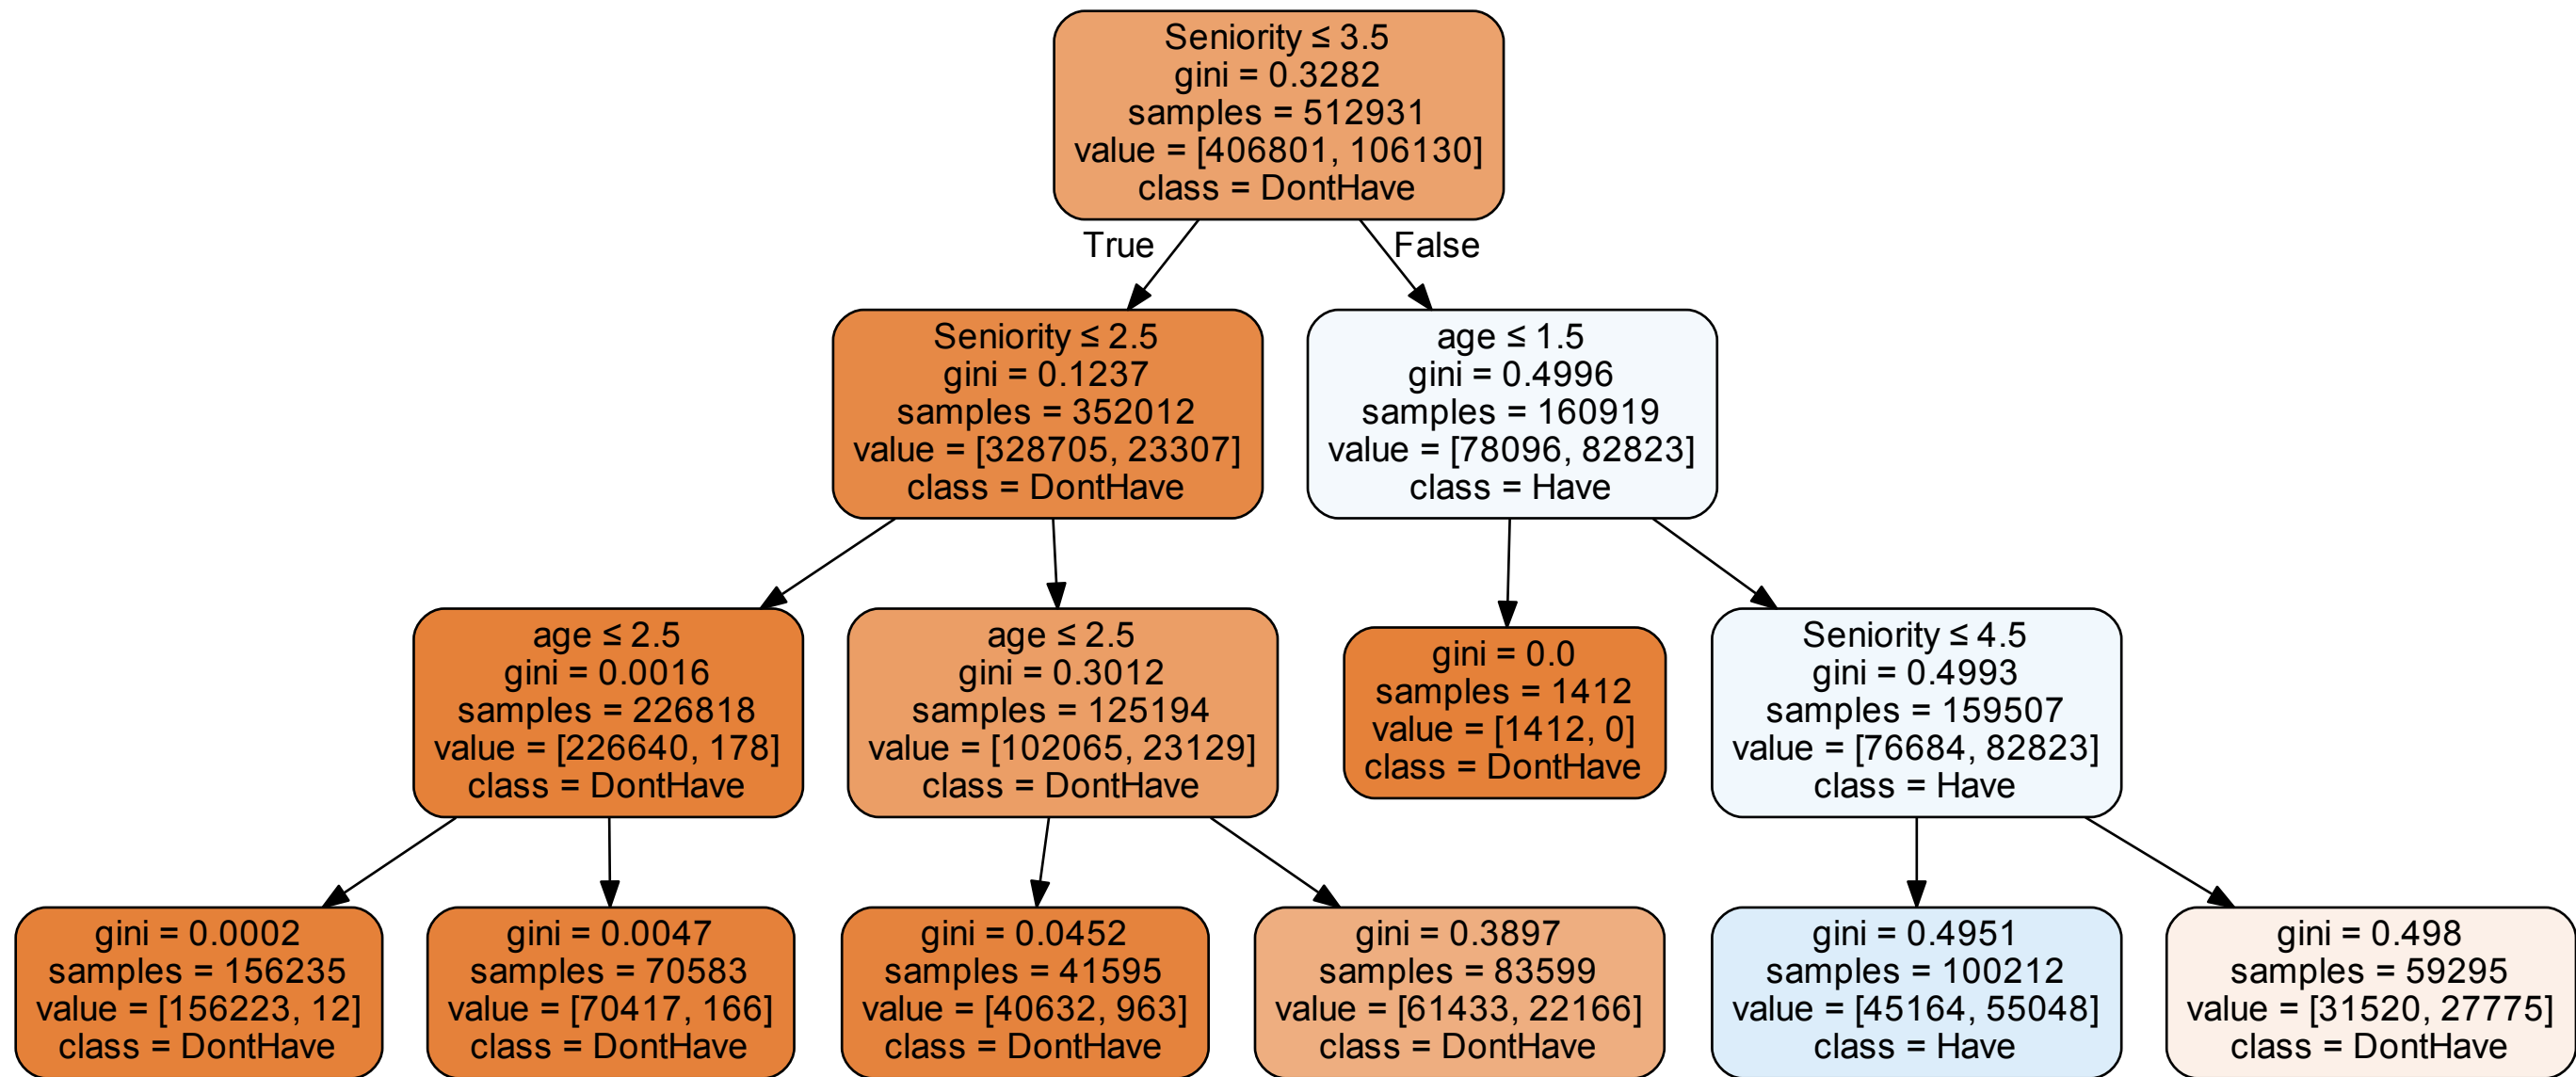 Seniority ≤ 3.5
gini = 0.3282
samples = 512931
value = [406801, 106130]
class = DontHave
True
False
Seniority ≤ 2.5
gini = 0.1237
samples = 352012
value = [328705, 23307]
class = DontHave
age ≤ 1.5
gini = 0.4996
samples = 160919
value = [78096, 82823]
class = Have
age ≤ 2.5
gini = 0.0016
samples = 226818
value = [226640, 178]
class = DontHave
age ≤ 2.5
gini = 0.3012
samples = 125194
value = [102065, 23129]
class = DontHave
gini = 0.0
samples = 1412
value = [1412, 0]
class = DontHave
Seniority ≤ 4.5
gini = 0.4993
samples = 159507
value = [76684, 82823]
class = Have
gini = 0.0002
samples = 156235
value = [156223, 12]
class = DontHave
gini = 0.0047
samples = 70583
value = [70417, 166]
class = DontHave
gini = 0.0452
samples = 41595
value = [40632, 963]
class = DontHave
gini = 0.3897
samples = 83599
value = [61433, 22166]
class = DontHave
gini = 0.4951
samples = 100212
value = [45164, 55048]
class = Have
gini = 0.498
samples = 59295
value = [31520, 27775]
class = DontHave